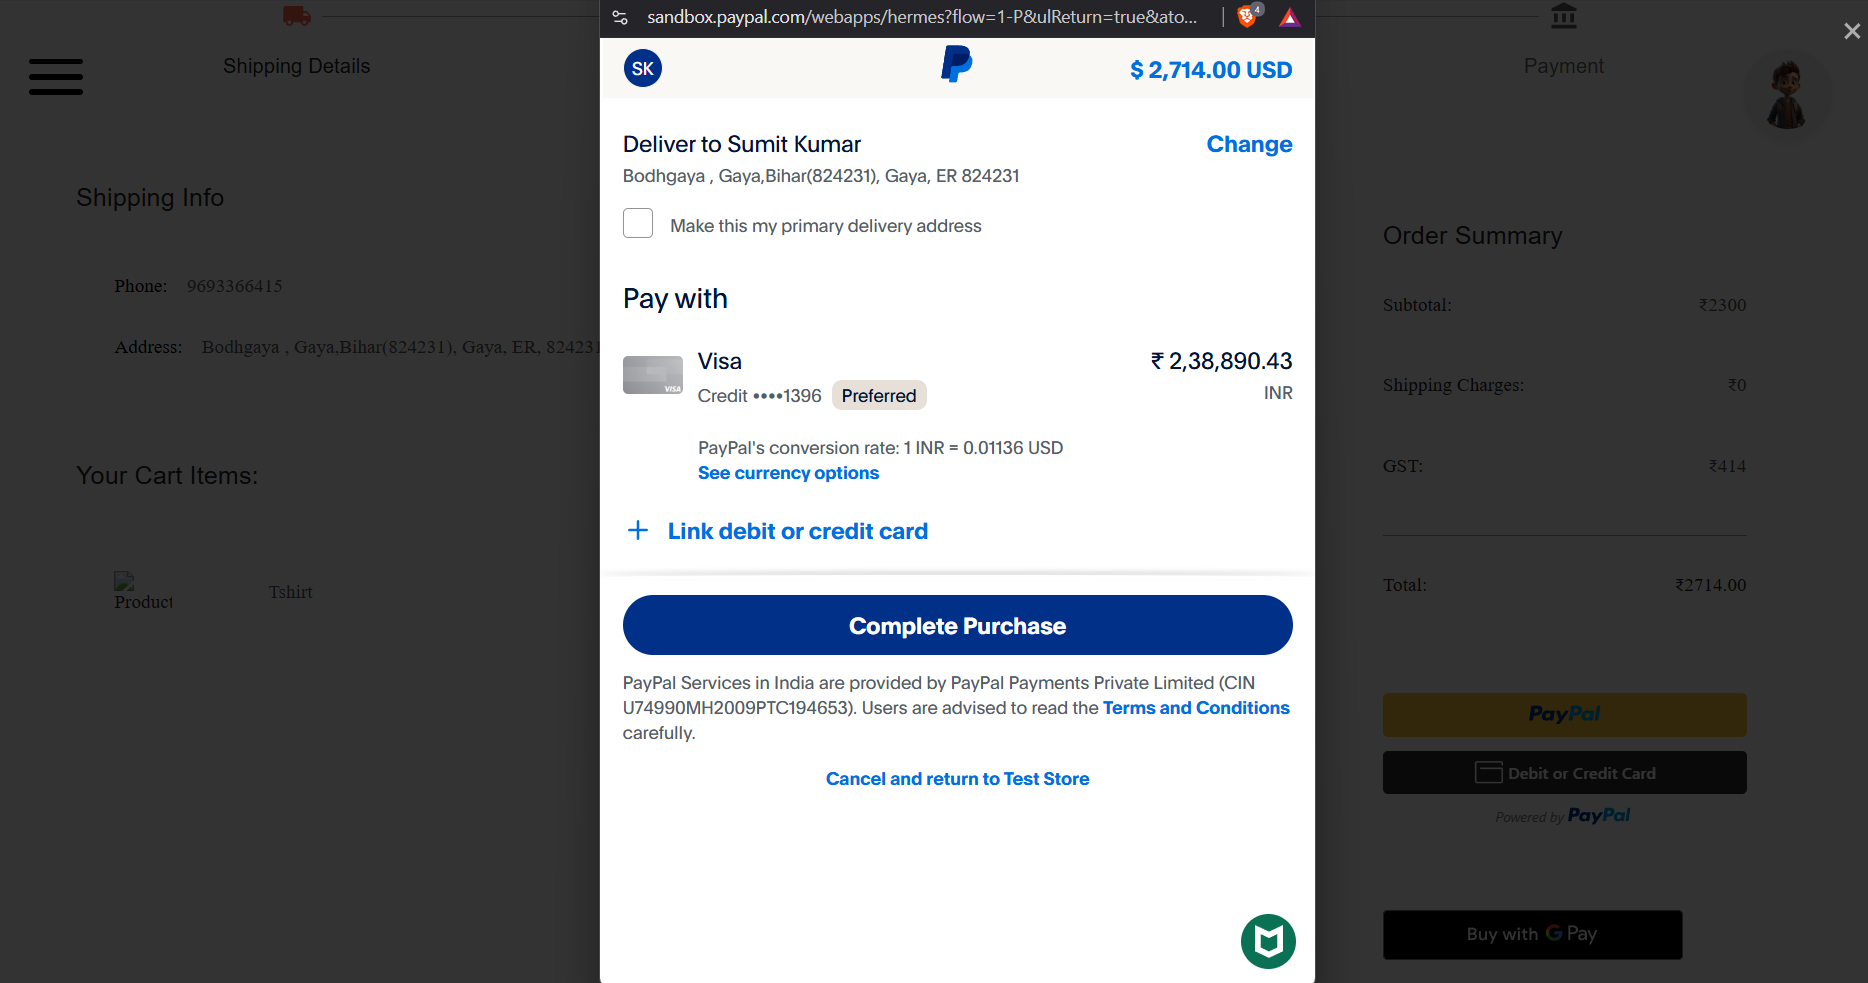 sandbox.paypal.com/webapps/hermes?flow=1-P&ulReturn=true&ato...
4
Shipping Details
Payment
SK
$ 2,714.00 USD
Deliver to Sumit Kumar
Change
Bodhgaya , Gaya,Bihar(824231), Gaya, ER 824231
Make this my primary delivery address
Pay with
Visa
₹ 2,38,890.43
VISA
Credit ••••1396
Preferred
INR
PayPal's conversion rate: 1 INR = 0.01136 USD
See currency options
+ Link debit or credit card
Complete Purchase
PayPal Services in India are provided by PayPal Payments Private Limited (CIN
U74990MH2009PTC194653). Users are advised to read the Terms and Conditions
carefully.
Cancel and return to Test Store
Shipping Info
Phone: 9693366415
Address: Bodhgaya , Gaya,Bihar(824231), Gaya, ER, 824231
Your Cart Items:
Product
Tshirt
Order Summary
Subtotal: ₹2300
Shipping Charges: ₹0
GST: ₹414
Total: ₹2714.00
PayPal
Debit or Credit Card
Powered by PayPal
Buy with G Pay